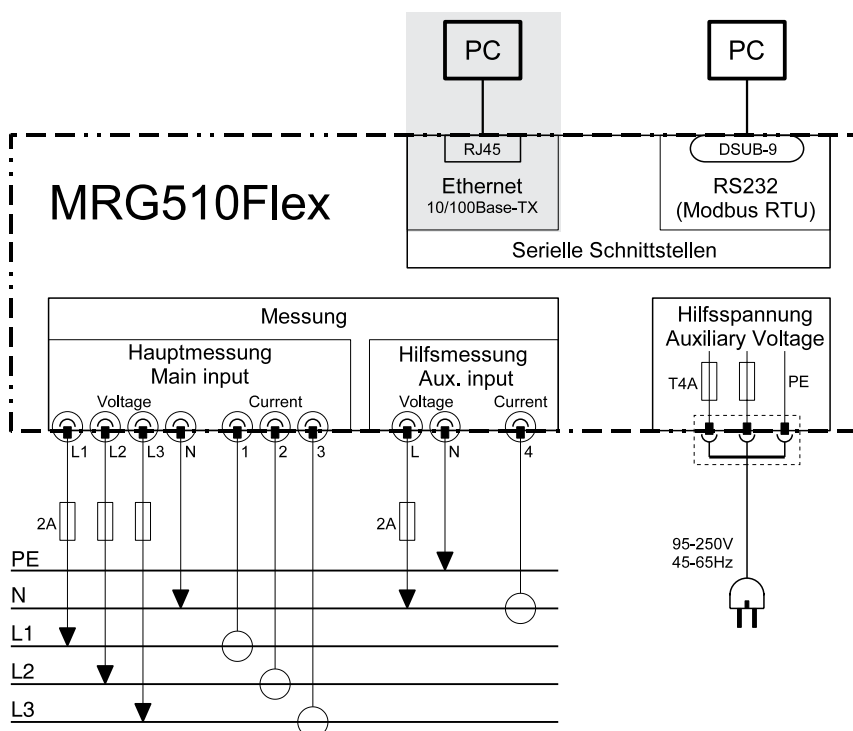 PC PC
RJ45 DSUB-9
MRG510Flex
Ethernet
10/100Base-TX
RS232
(Modbus RTU)
Serielle Schnittstellen
Messung
Hauptmessung
Main input
Hilfsmessung
Aux. input
Voltage Current Voltage Current
Hilfsspannung
Auxiliary Voltage
T4A PE
L1 L2 L3 N 1 2 3 L N 4
2A 2A
95-250V
45-65Hz
PE
N
L1
L2
L3